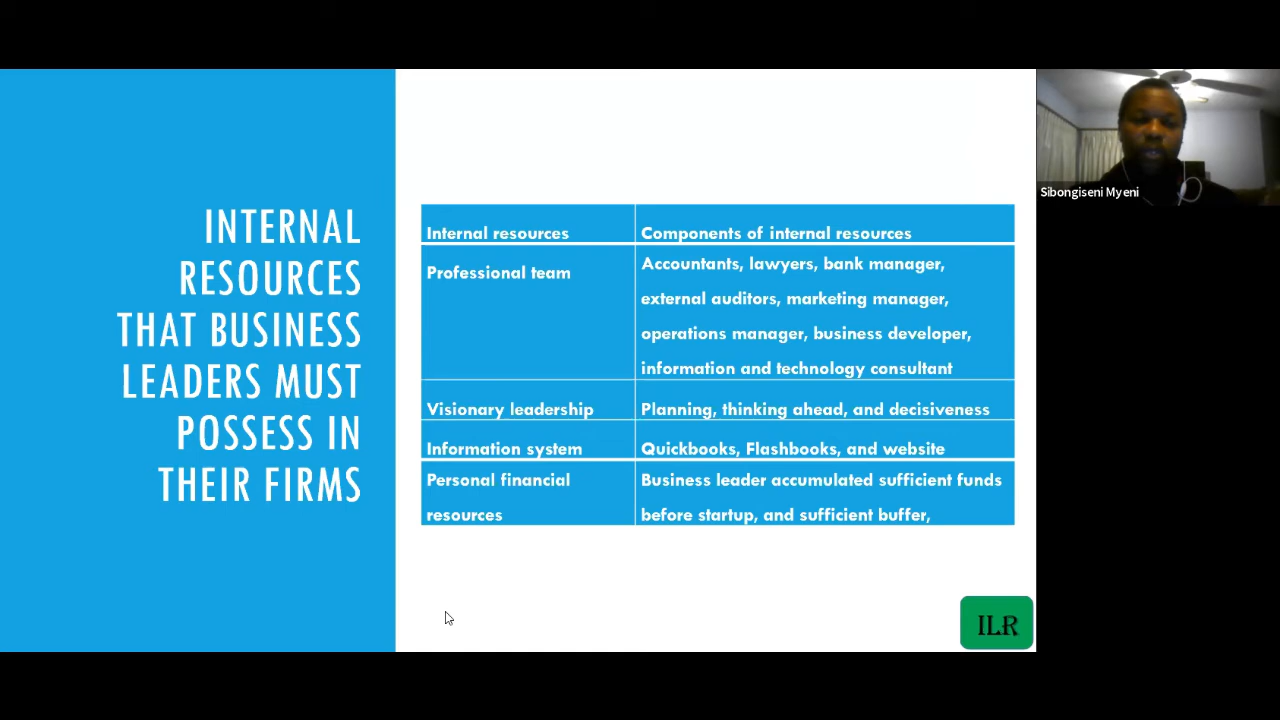 INTERNAL
RESOURCES
THAT BUSINESS
LEADERS MUST
POSSESS IN
THEIR FIRMS
Internal resources
Components of internal resources
Professional team
Accountants, lawyers, bank manager,
external auditors, marketing manager,
operations manager, business developer,
information and technology consultant
Visionary leadership
Planning, thinking ahead, and decisiveness
Information system
Quickbooks, Flashbooks, and website
Personal financial
resources
Business leader accumulated sufficient funds
before startup, and sufficient buffer,
Sibongiseni Myeni
ILR